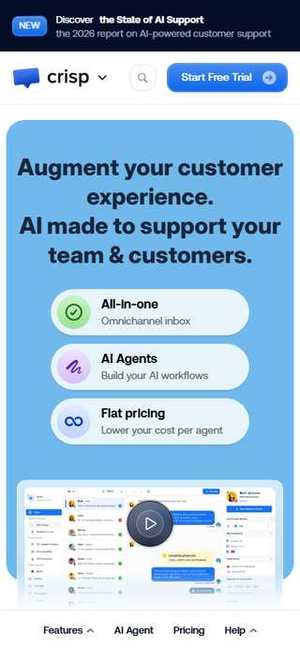 NEW
Discover the State of AI Support
the 2026 report on AI-powered customer support
crisp
Start Free Trial
Augment your customer
experience.
AI made to support your
team & customers.
All-in-one
Omnichannel inbox
AI Agents
Build your AI workflows
Flat pricing
Lower your cost per agent
Features
AI Agent
Pricing
Help